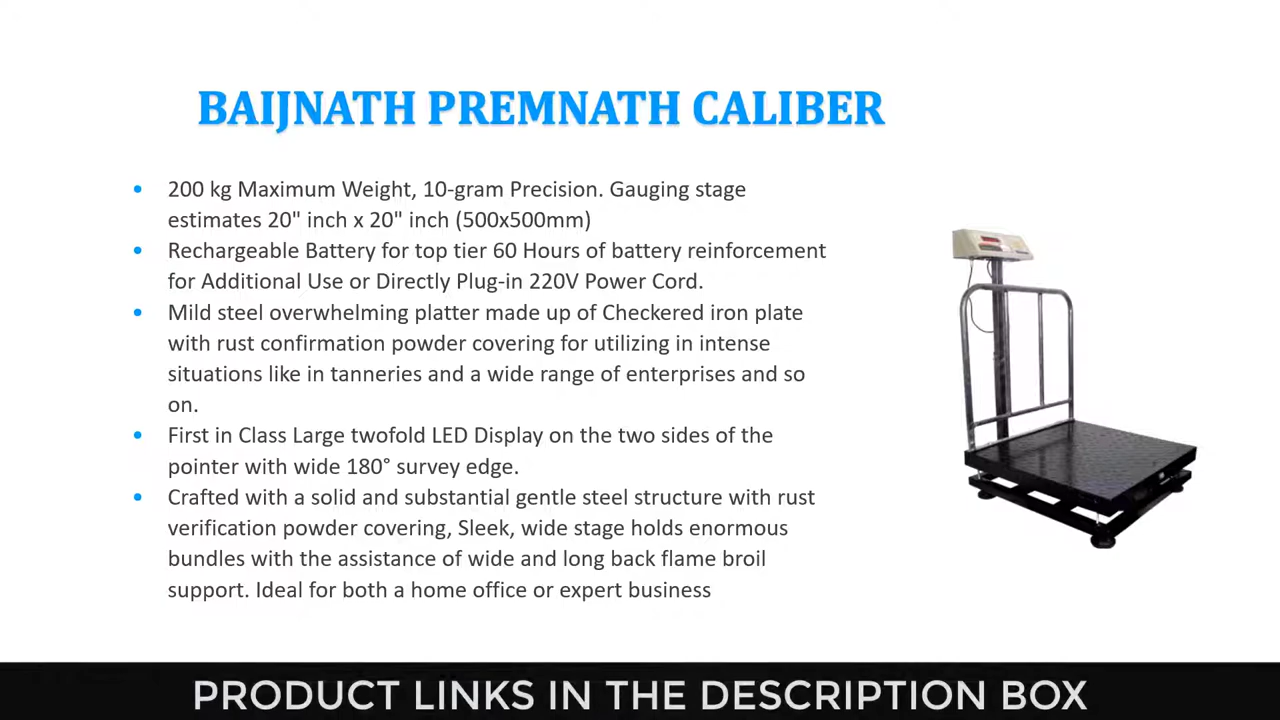 BAIJNATH PREMNATH CALIBER
• 200 kg Maximum Weight, 10-gram Precision. Gauging stage
estimates 20" inch x 20" inch (500x500mm)
• Rechargeable Battery for top tier 60 Hours of battery reinforcement
for Additional Use or Directly Plug-in 220V Power Cord.
• Mild steel overwhelming platter made up of Checkered iron plate
with rust confirmation powder covering for utilizing in intense
situations like in tanneries and a wide range of enterprises and so
on.
• First in Class Large twofold LED Display on the two sides of the
pointer with wide 180° survey edge.
• Crafted with a solid and substantial gentle steel structure with rust
verification powder covering, Sleek, wide stage holds enormous
bundles with the assistance of wide and long back flame broil
support. Ideal for both a home office or expert business
PRODUCT LINKS IN THE DESCRIPTION BOX